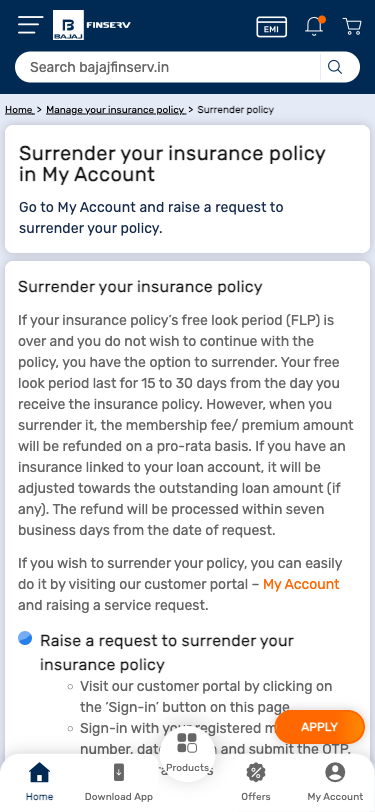 BAJAJ FINSERV
EMI
Search bajajfinserv.in
Home > Manage your insurance policy > Surrender policy
Surrender your insurance policy
in My Account
Go to My Account and raise a request to
surrender your policy.
Surrender your insurance policy
If your insurance policy's free look period (FLP) is
over and you do not wish to continue with the
policy, you have the option to surrender. Your free
look period last for 15 to 30 days from the day you
receive the insurance policy. However, when you
surrender it, the membership fee/ premium amount
will be refunded on a pro-rata basis. If you have an
insurance linked to your loan account, it will be
adjusted towards the outstanding loan amount (if
any). The refund will be processed within seven
business days from the date of request.
If you wish to surrender your policy, you can easily
do it by visiting our customer portal – My Account
and raising a service request.
Raise a request to surrender your
insurance policy
Visit our customer portal by clicking on
the 'Sign-in' button on this page
Sign-in with your registered
number, and submit the OTP.
APPLY
Products
Home
Download App
Offers
My Account